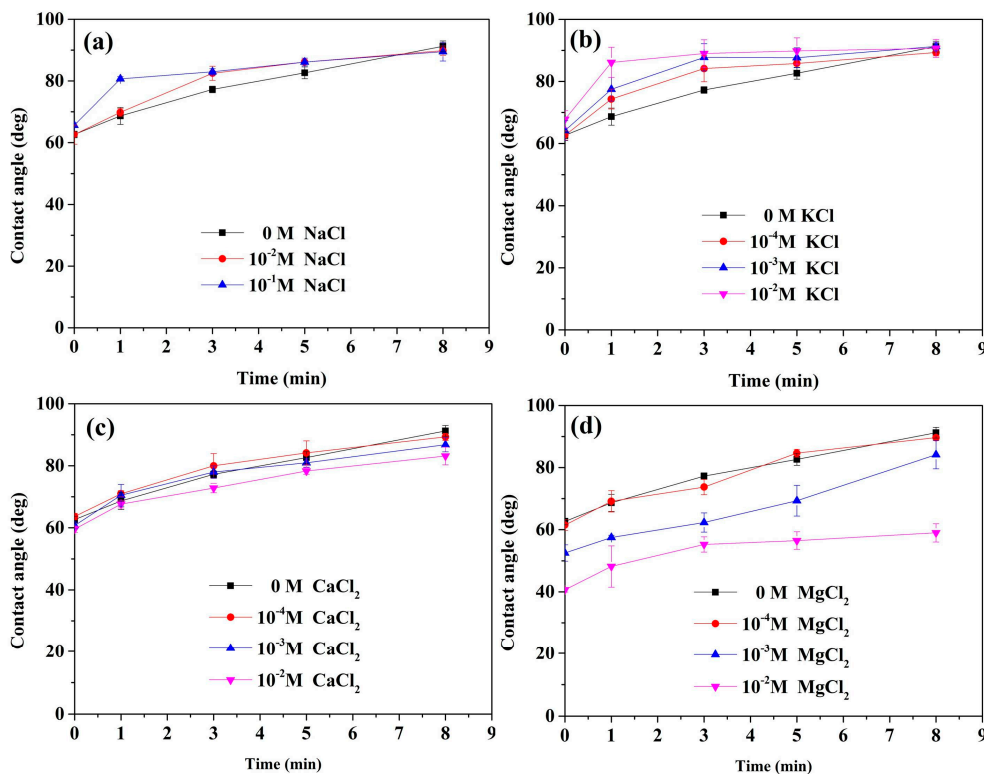 (a)
Contact angle (deg)
100
80
60
40
20
0
0 M NaCl
10⁻²M NaCl
10⁻¹M NaCl
0 1 2 3 4 5 6 7 8 9
Time (min)
(b)
Contact angle (deg)
100
80
60
40
20
0
0 M KCl
10⁻⁴M KCl
10⁻³M KCl
10⁻²M KCl
0 1 2 3 4 5 6 7 8 9
Time (min)
(c)
Contact angle (deg)
100
80
60
40
20
0
0 M CaCl₂
10⁻⁴M CaCl₂
10⁻³M CaCl₂
10⁻²M CaCl₂
0 1 2 3 4 5 6 7 8 9
Time (min)
(d)
Contact angle (deg)
100
80
60
40
20
0
0 M MgCl₂
10⁻⁴M MgCl₂
10⁻³M MgCl₂
10⁻²M MgCl₂
0 1 2 3 4 5 6 7 8 9
Time (min)